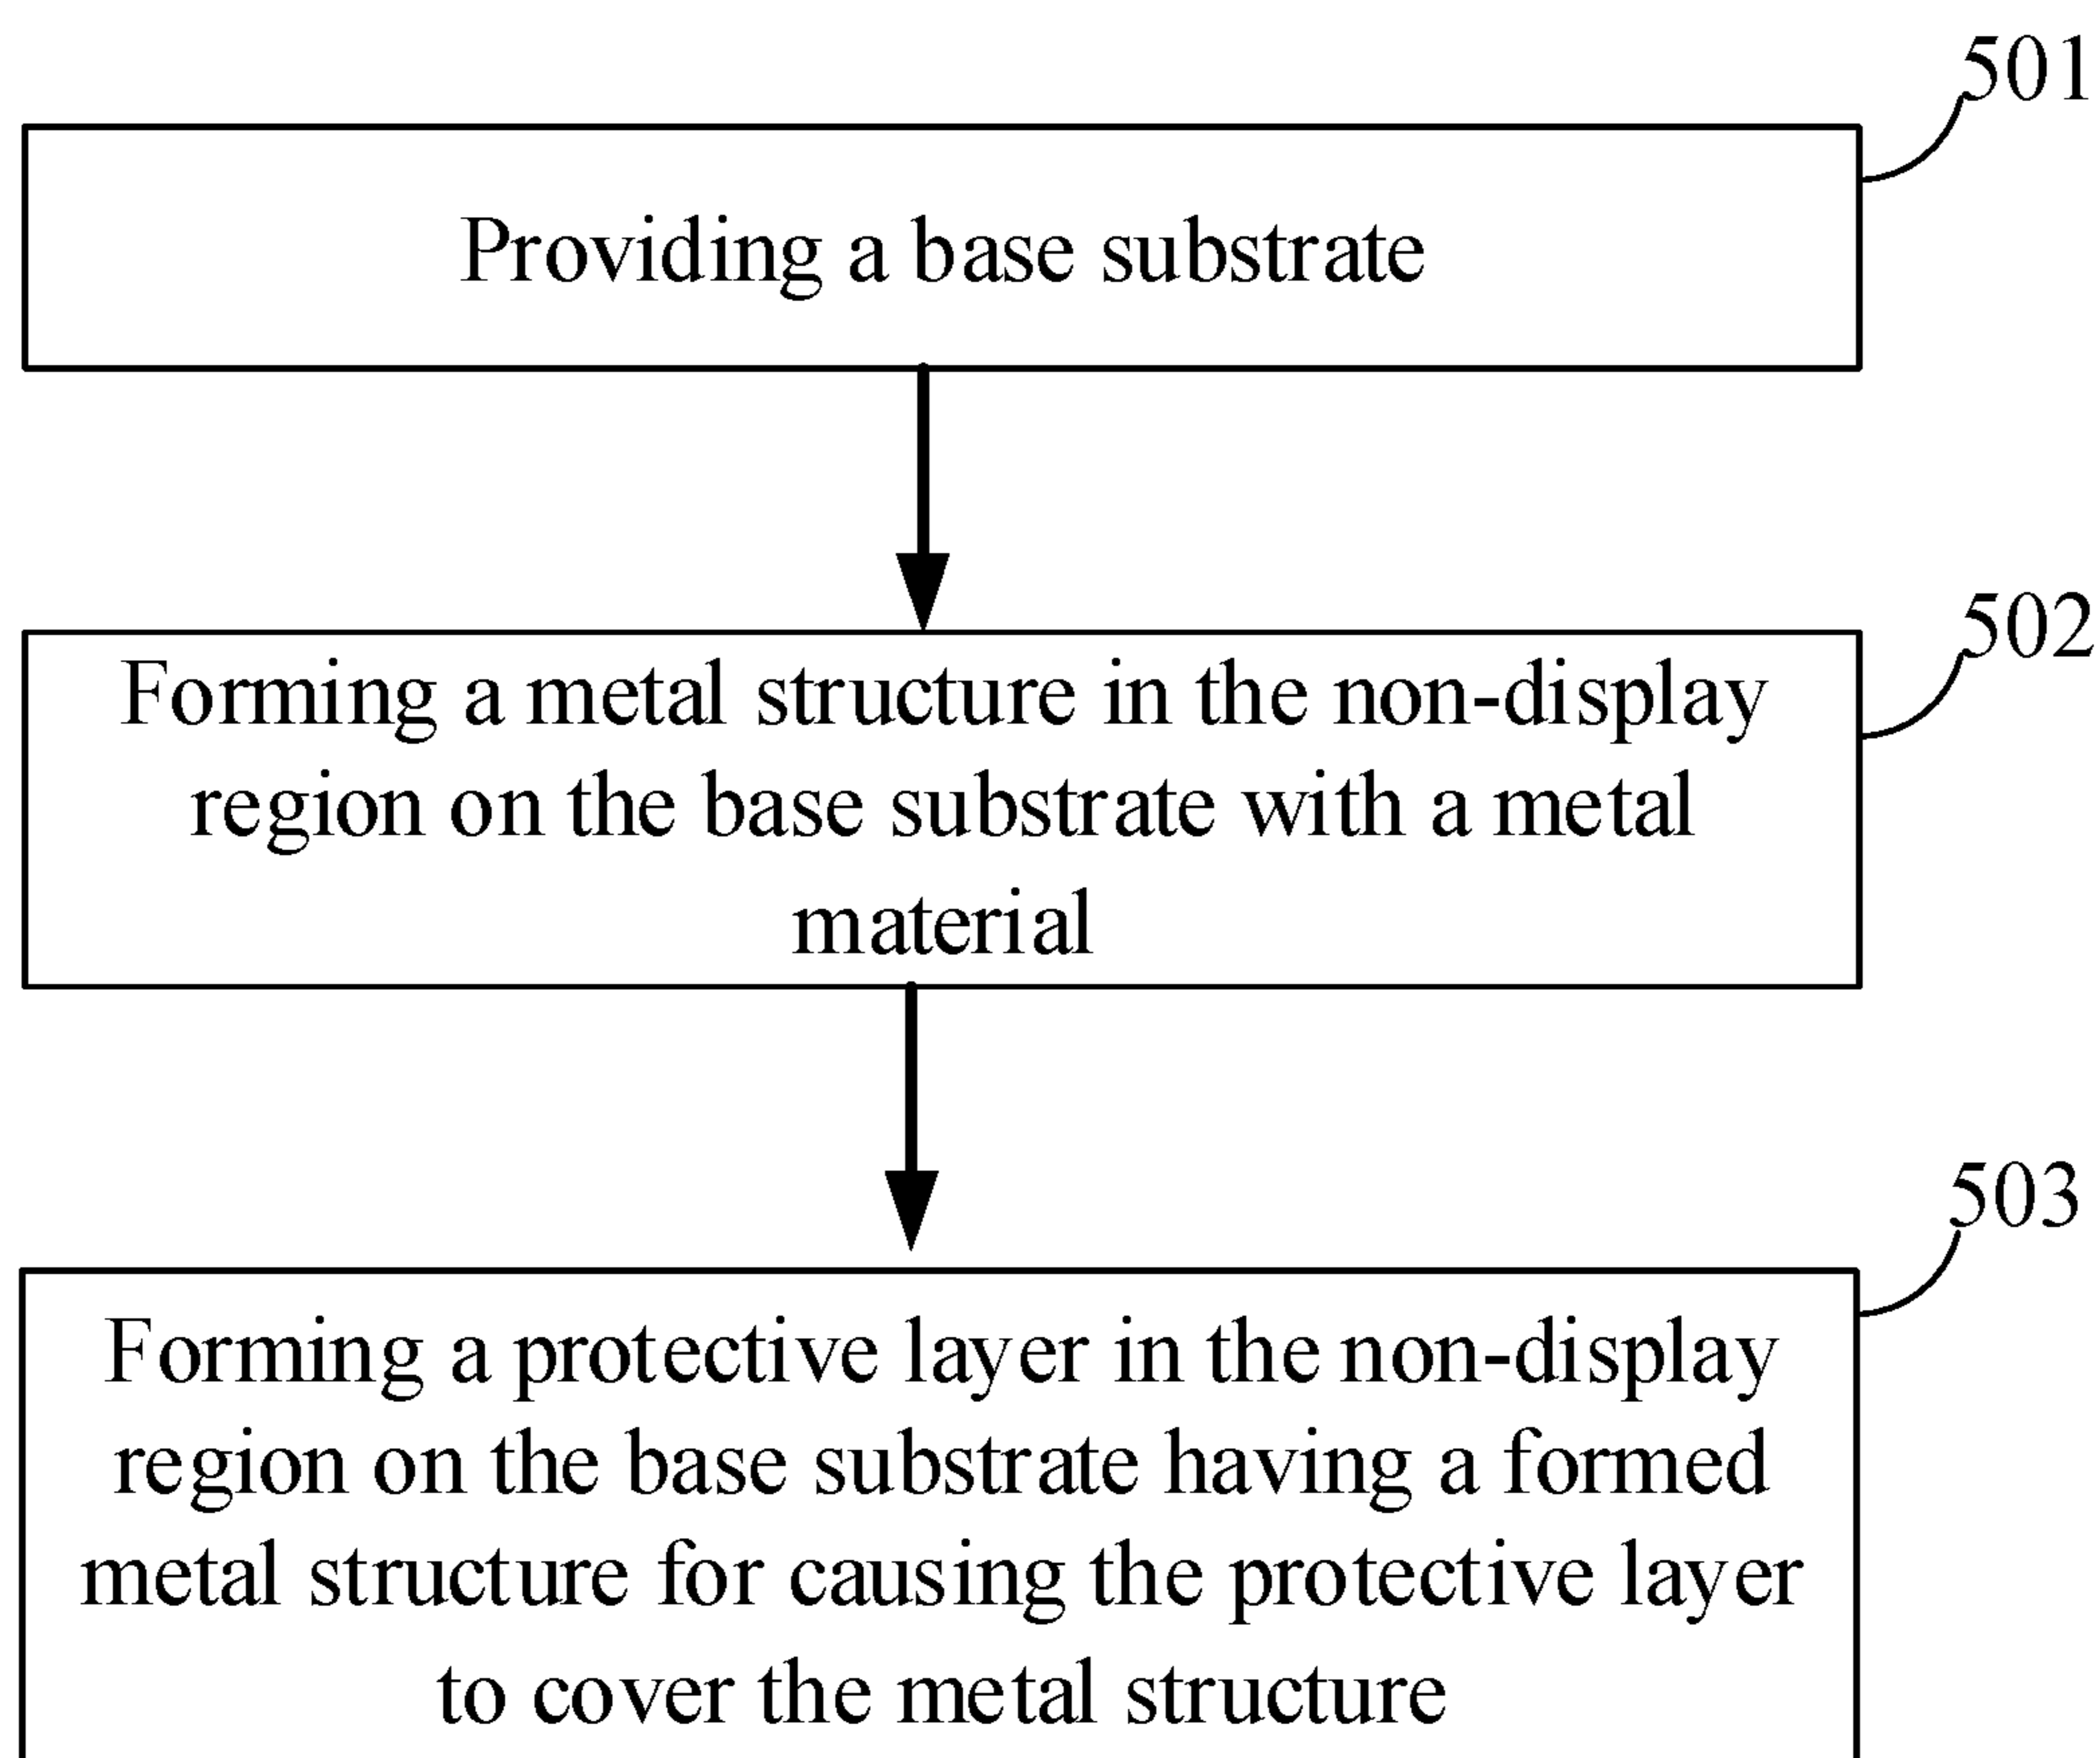 501
Providing a base substrate
502
Forming a metal structure in the non-display
region on the base substrate with a metal
material
503
Forming a protective layer in the non-display
region on the base substrate having a formed
metal structure for causing the protective layer
to cover the metal structure